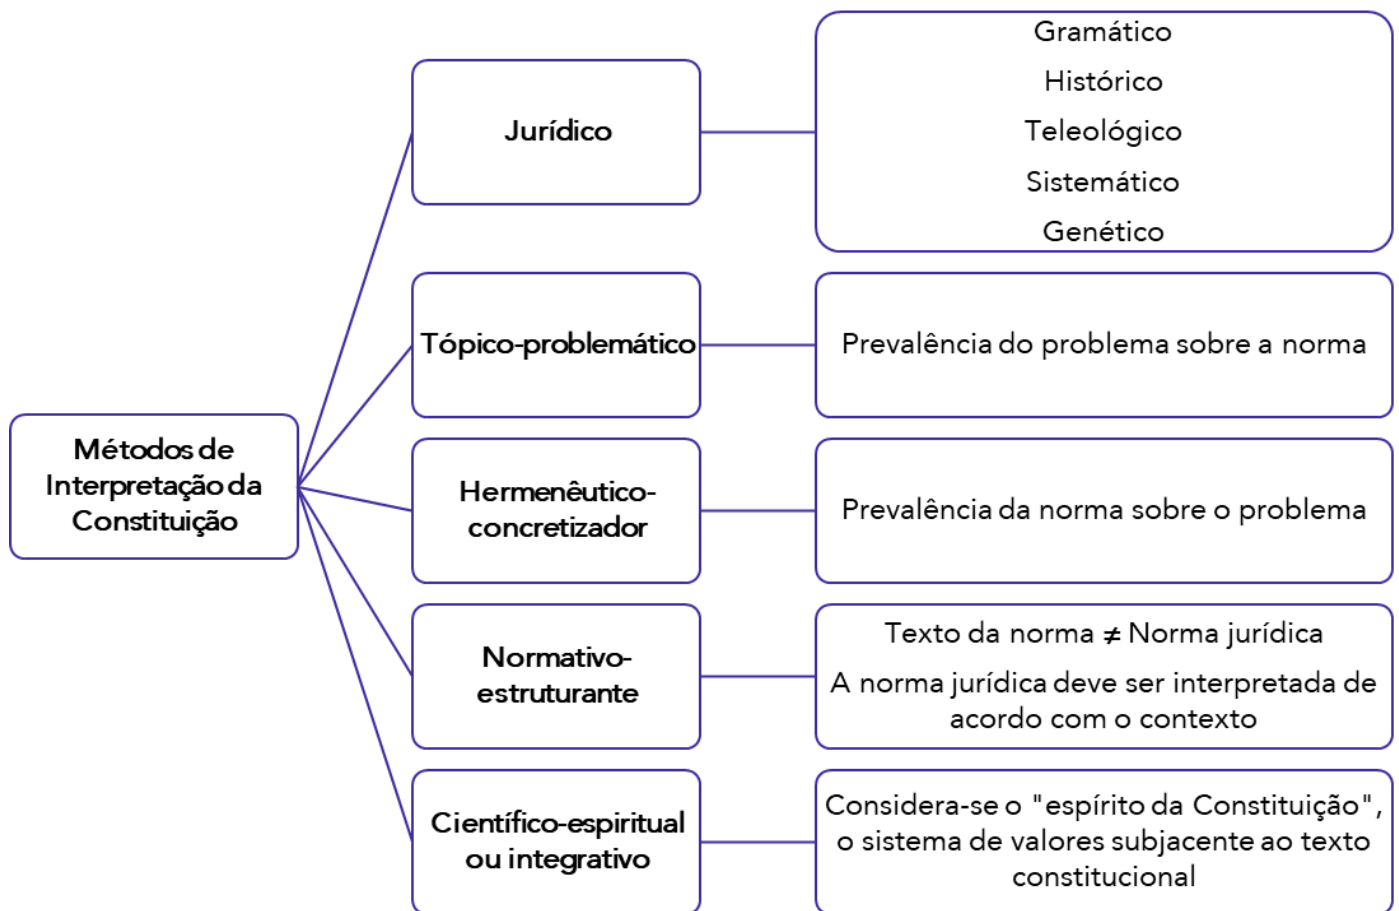 Métodos de
Interpretação da
Constituição
Jurídico
Gramático
Histórico
Teleológico
Sistemático
Genético
Tópico-problemático
Prevalência do problema sobre a norma
Hermenêutico-
concretizador
Prevalência da norma sobre o problema
Normativo-
estruturante
Texto da norma ≠ Norma jurídica
A norma jurídica deve ser interpretada de
acordo com o contexto
Científico-espiritual
ou integrativo
Considera-se o "espírito da Constituição",
o sistema de valores subjacente ao texto
constitucional